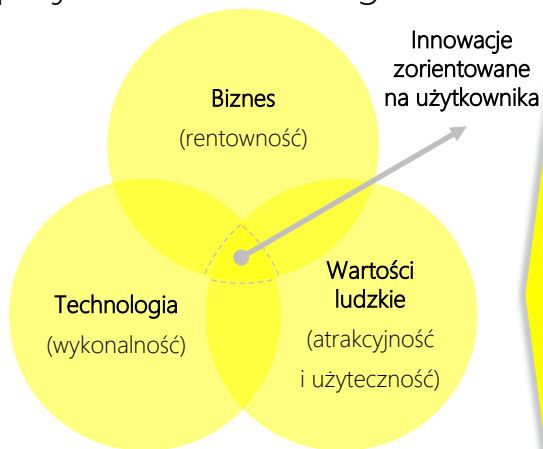 Innowacje
zorientowane
na użytkownika
Biznes
(rentowność)
Technologia
(wykonalność)
Wartości
ludzkie
(atrakcyjność
i użyteczność)